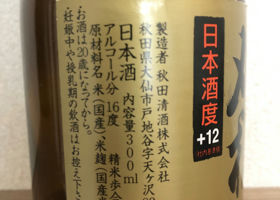 日本酒度
+12
製造者 秋田清酒株式会
秋田県大仙市戸地谷字天ケ沢
日本酒 内容量300ml
アルコール分 16度 精米歩合
原材料名 米(国産)・米麹(国産
お酒は20歳になってから。
妊娠中や授乳期の飲酒はお控え下さ